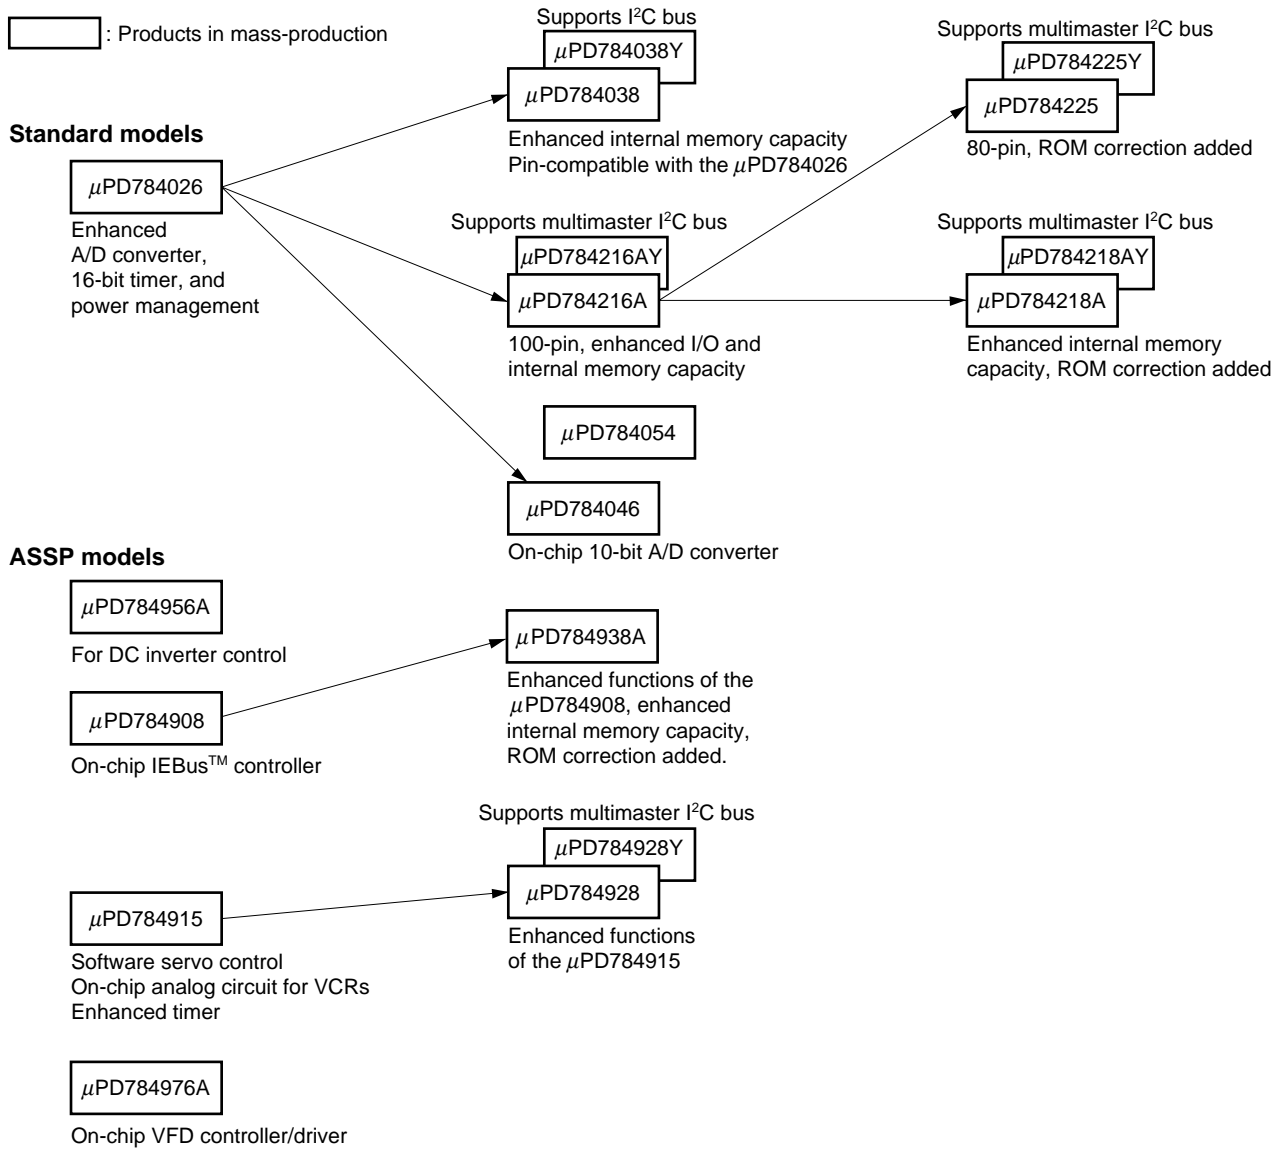 : Products in mass-production
Standard models
μPD784026
Enhanced
A/D converter,
16-bit timer, and
power management
Supports I²C bus
μPD784038Y
μPD784038
Enhanced internal memory capacity
Pin-compatible with the μPD784026
Supports multimaster I²C bus
μPD784216AY
μPD784216A
100-pin, enhanced I/O and
internal memory capacity
μPD784054
μPD784046
On-chip 10-bit A/D converter
Supports multimaster I²C bus
μPD784225Y
μPD784225
80-pin, ROM correction added
Supports multimaster I²C bus
μPD784218AY
μPD784218A
Enhanced internal memory
capacity, ROM correction added
ASSP models
μPD784956A
For DC inverter control
μPD784908
On-chip IEBus™ controller
μPD784938A
Enhanced functions of the
μPD784908, enhanced
internal memory capacity,
ROM correction added.
μPD784915
Software servo control
On-chip analog circuit for VCRs
Enhanced timer
Supports multimaster I²C bus
μPD784928Y
μPD784928
Enhanced functions
of the μPD784915
μPD784976A
On-chip VFD controller/driver